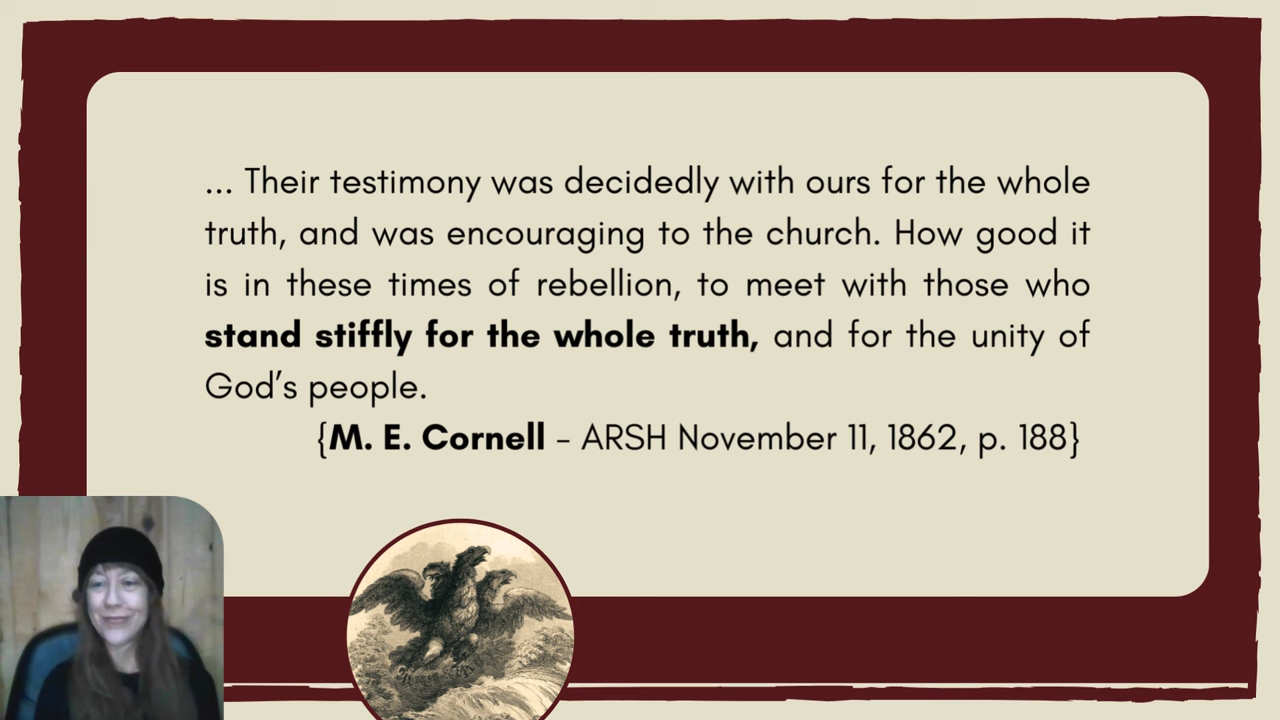 ... Their testimony was decidedly with ours for the whole
truth, and was encouraging to the church. How good it
is in these times of rebellion, to meet with those who
stand stiffly for the whole truth, and for the unity of
God's people.
{M. E. Cornell – ARSH November 11, 1862, p. 188}